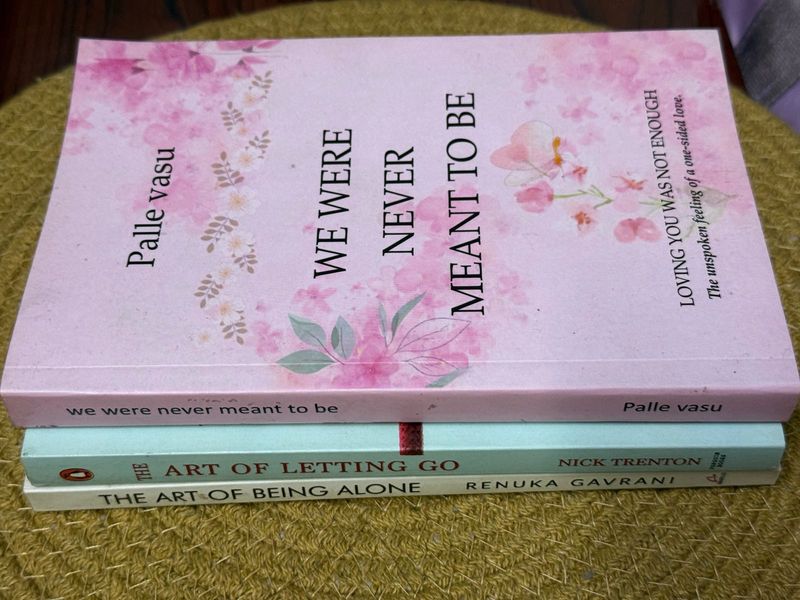 Palle vasu
WE WERE
NEVER
MEANT TO BE
LOVING YOU WAS NOT ENOUGH
The unspoken feeling of a one-sided love.
we were never meant to be Palle vasu
THE ART OF LETTING GO NICK TRENTON
THE ART OF BEING ALONE RENUKA GAVRANI